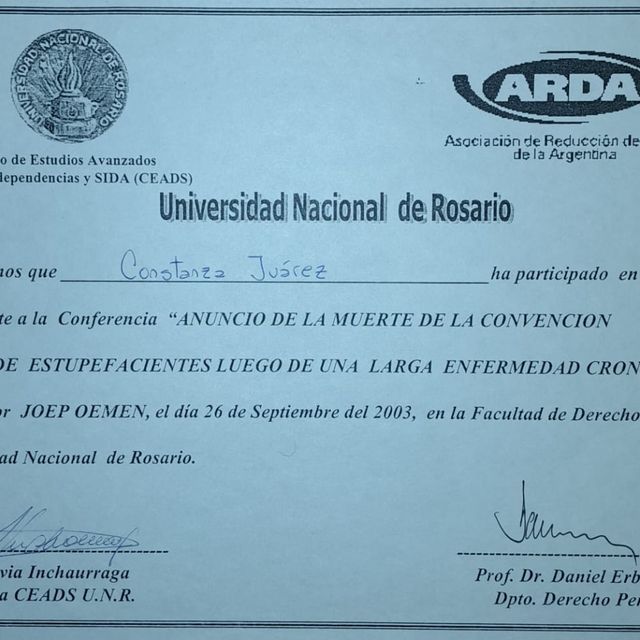 UNIVERSIDAD NACIONAL DE ROSARIO
ARDA
Asociación de Reducción de
de la Argentina
o de Estudios Avanzados
dependencias y SIDA (CEADS)
Universidad Nacional de Rosario
nos que Constanza Juárez ha participado en
te a la Conferencia "ANUNCIO DE LA MUERTE DE LA CONVENCION
DE ESTUPEFACIENTES LUEGO DE UNA LARGA ENFERMEDAD CRON
or JOEP OEMEN, el día 26 de Septiembre del 2003, en la Facultad de Derecho
ad Nacional de Rosario.
via Inchaurraga
a CEADS U.N.R.
Prof. Dr. Daniel Erb
Dpto. Derecho Pen